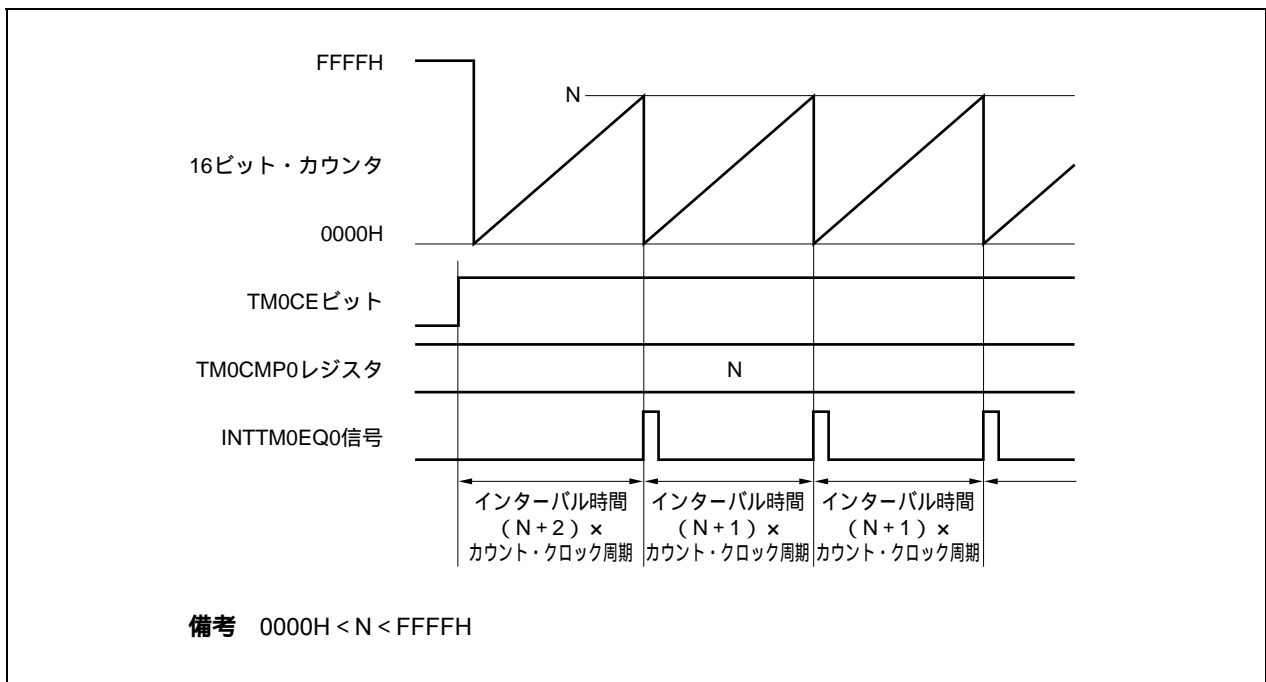 FFFFH
N
16ビット・カウンタ
0000H
TM0CEビット
TM0CMP0レジスタ
N
INTTM0EQ0信号
インターバル時間
（N＋2）×
カウント・クロック周期
インターバル時間
（N＋1）×
カウント・クロック周期
インターバル時間
（N＋1）×
カウント・クロック周期
備考 0000H＜N＜FFFFH